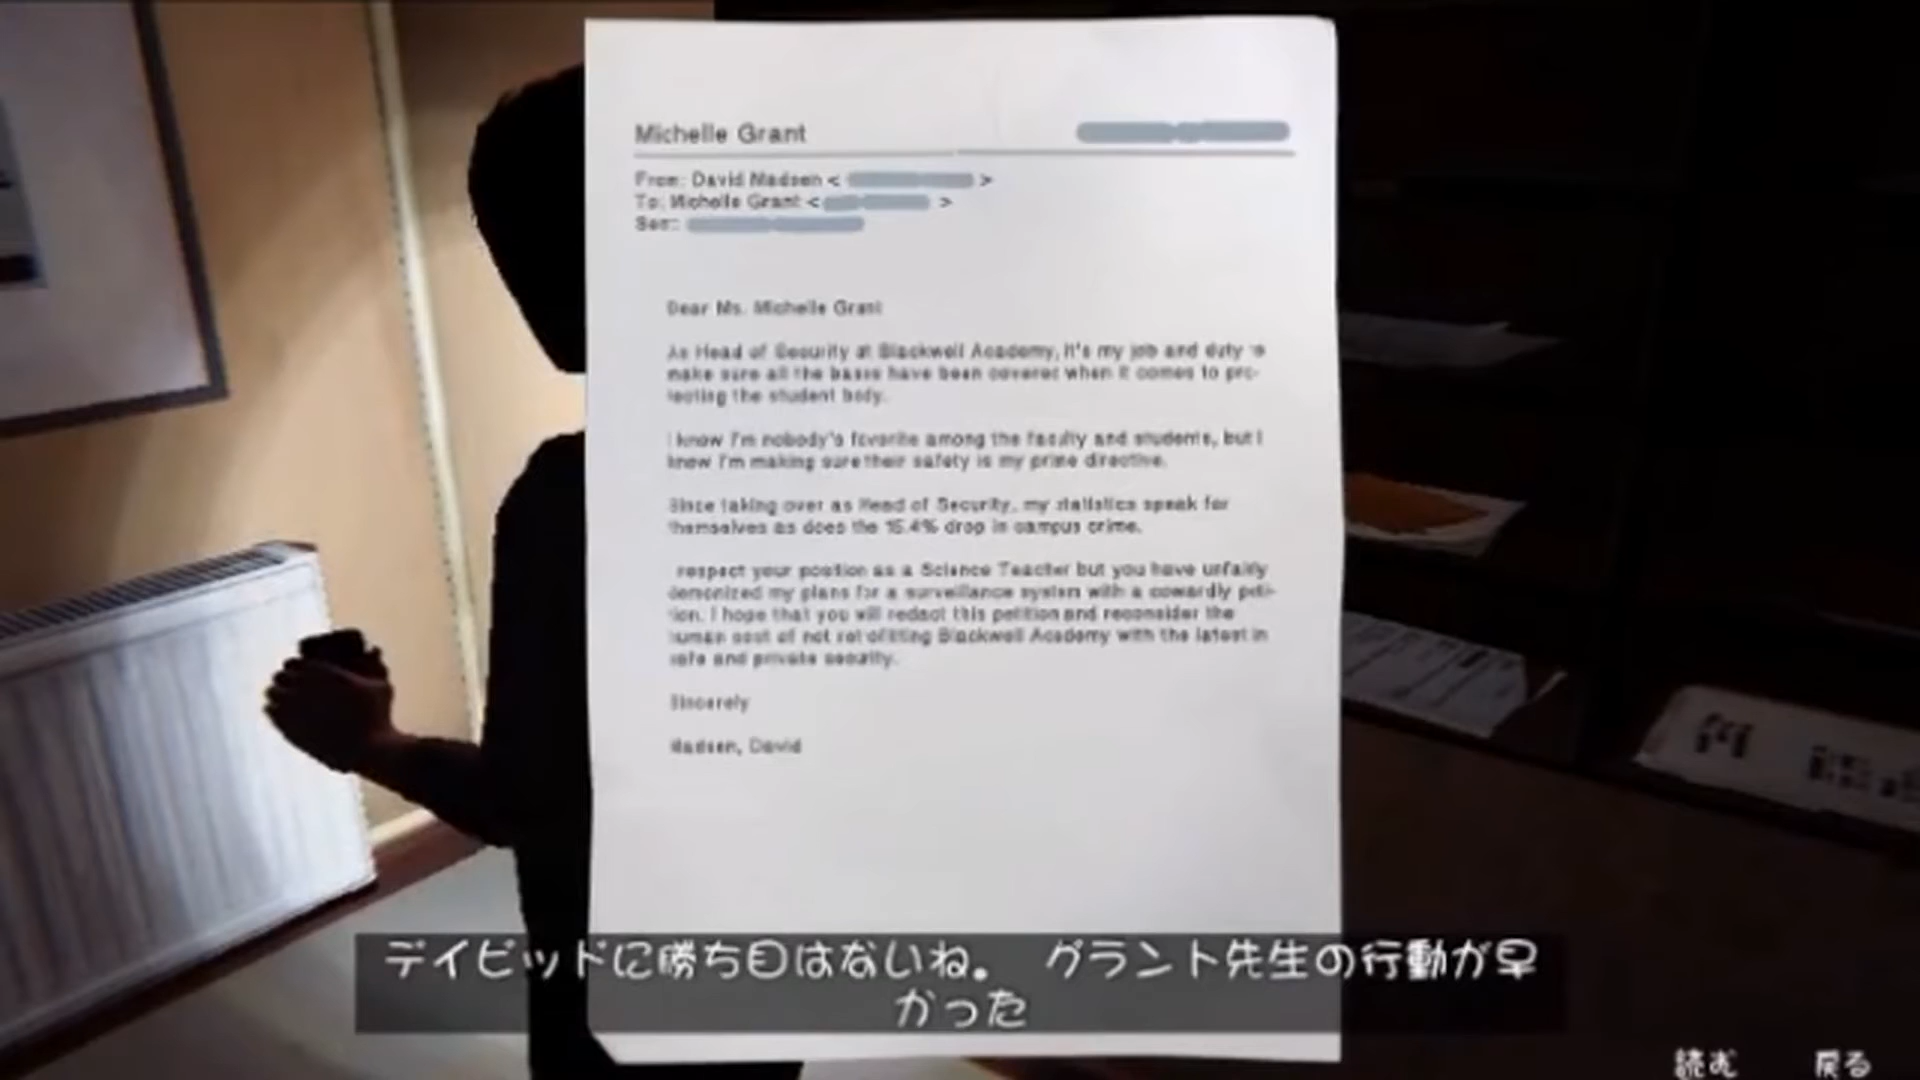 Michelle Grant
From: David Madsen < >
To: Michelle Grant < >
Sent:
Dear Ms. Michelle Grant
As Head of Security at Blackwell Academy, it's my job and duty to
make sure all the bases have been covered when it comes to pro-
tecting the student body.
I know I'm nobody's favorite among the faculty and students, but I
know I'm making sure their safety is my prime directive.
Since taking over as Head of Security, my statistics speak for
themselves as does the 15.4% drop in campus crime.
I respect your position as a Science Teacher but you have unfairly
demonized my plans for a surveillance system with a cowardly peti-
tion. I hope that you will redact this petition and reconsider the
human cost of not retrofitting Blackwell Academy with the latest in
safe and private security.
Sincerely
Madsen, David
デイビッドに勝ち目はないね。 グラント先生の行動が早
かった
読む 戻る